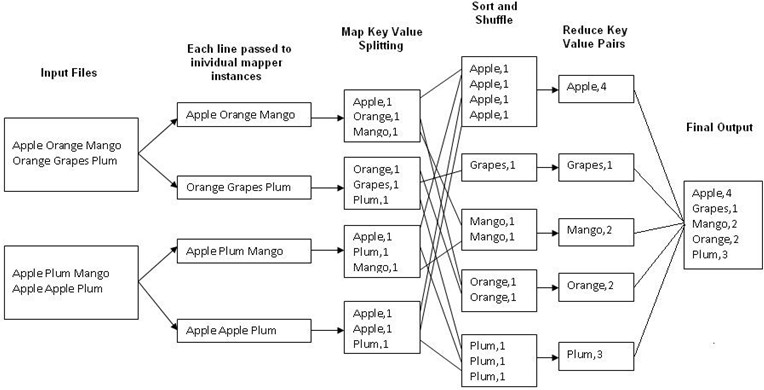 Input Files
Each line passed to
inividual mapper
instances
Map Key Value
Splitting
Sort and
Shuffle
Reduce Key
Value Pairs
Final Output
Apple Orange Mango
Orange Grapes Plum
Apple Plum Mango
Apple Apple Plum
Apple Orange Mango
Orange Grapes Plum
Apple Plum Mango
Apple Apple Plum
Apple,1
Orange,1
Mango,1
Orange,1
Grapes,1
Plum,1
Apple,1
Plum,1
Mango,1
Apple,1
Apple,1
Plum,1
Apple,1
Apple,1
Apple,1
Apple,1
Grapes,1
Mango,1
Mango,1
Orange,1
Orange,1
Plum,1
Plum,1
Plum,1
Apple,4
Grapes,1
Mango,2
Orange,2
Plum,3
Apple,4
Grapes,1
Mango,2
Orange,2
Plum,3